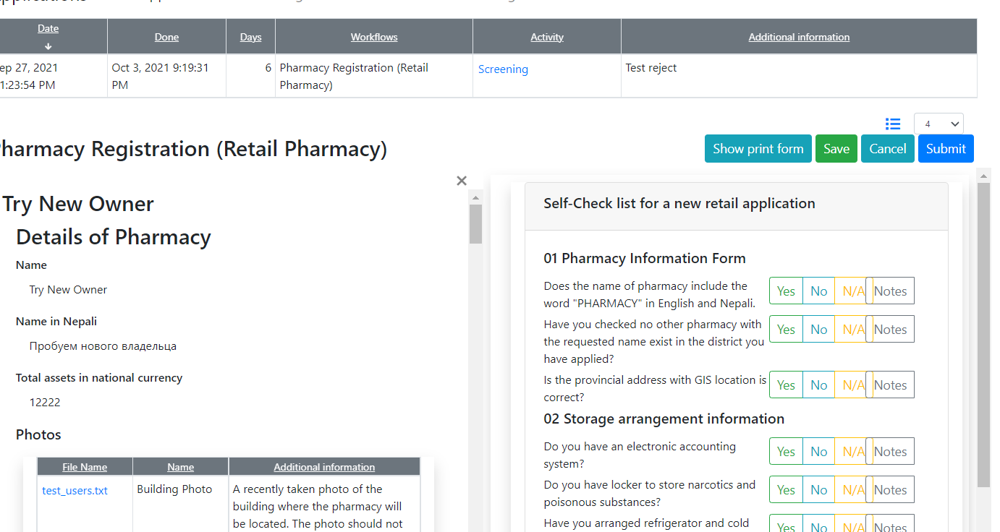 Date
Done
Days
Workflows
Activity
Additional information
ep 27, 2021
1:23:54 PM
Oct 3, 2021 9:19:31
PM
6
Pharmacy Registration (Retail
Pharmacy)
Screening
Test reject
4
harmacy Registration (Retail Pharmacy)
Show print form
Save
Cancel
Submit
Try New Owner
Details of Pharmacy
Name
Try New Owner
Name in Nepali
Пробуем нового владельца
Total assets in national currency
12222
Photos
File Name
Name
Additional information
test_users.txt
Building Photo
A recently taken photo of the
building where the pharmacy will
be located. The photo should not
Self-Check list for a new retail application
01 Pharmacy Information Form
Does the name of pharmacy include the
word "PHARMACY" in English and Nepali.
Yes No N/A Notes
Have you checked no other pharmacy with
the requested name exist in the district you
have applied?
Yes No N/A Notes
Is the provincial address with GIS location is
correct?
Yes No N/A Notes
02 Storage arrangement information
Do you have an electronic accounting
system?
Yes No N/A Notes
Do you have locker to store narcotics and
poisonous substances?
Yes No N/A Notes
Have you arranged refrigerator and cold
Yes No N/A Notes